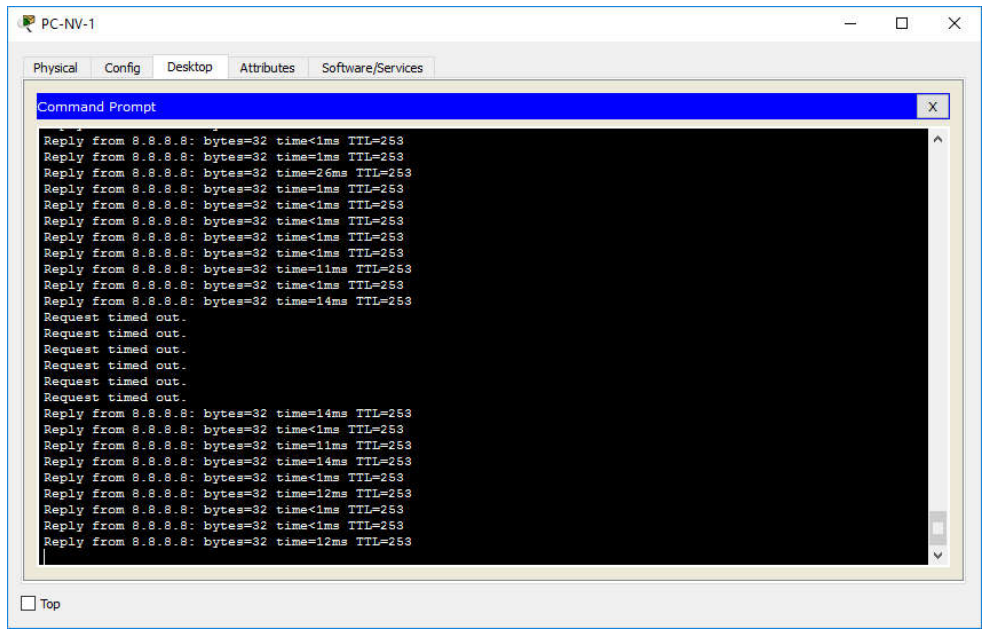 PC-NV-1
Physical Config Desktop Attributes Software/Services
Command Prompt
X
Reply from 8.8.8.8: bytes=32 time<1ms TTL=253
Reply from 8.8.8.8: bytes=32 time=1ms TTL=253
Reply from 8.8.8.8: bytes=32 time=26ms TTL=253
Reply from 8.8.8.8: bytes=32 time=1ms TTL=253
Reply from 8.8.8.8: bytes=32 time<1ms TTL=253
Reply from 8.8.8.8: bytes=32 time<1ms TTL=253
Reply from 8.8.8.8: bytes=32 time<1ms TTL=253
Reply from 8.8.8.8: bytes=32 time<1ms TTL=253
Reply from 8.8.8.8: bytes=32 time=11ms TTL=253
Reply from 8.8.8.8: bytes=32 time<1ms TTL=253
Reply from 8.8.8.8: bytes=32 time=14ms TTL=253
Request timed out.
Request timed out.
Request timed out.
Request timed out.
Request timed out.
Request timed out.
Reply from 8.8.8.8: bytes=32 time=14ms TTL=253
Reply from 8.8.8.8: bytes=32 time<1ms TTL=253
Reply from 8.8.8.8: bytes=32 time=11ms TTL=253
Reply from 8.8.8.8: bytes=32 time=14ms TTL=253
Reply from 8.8.8.8: bytes=32 time<1ms TTL=253
Reply from 8.8.8.8: bytes=32 time=12ms TTL=253
Reply from 8.8.8.8: bytes=32 time<1ms TTL=253
Reply from 8.8.8.8: bytes=32 time<1ms TTL=253
Reply from 8.8.8.8: bytes=32 time=12ms TTL=253
Top